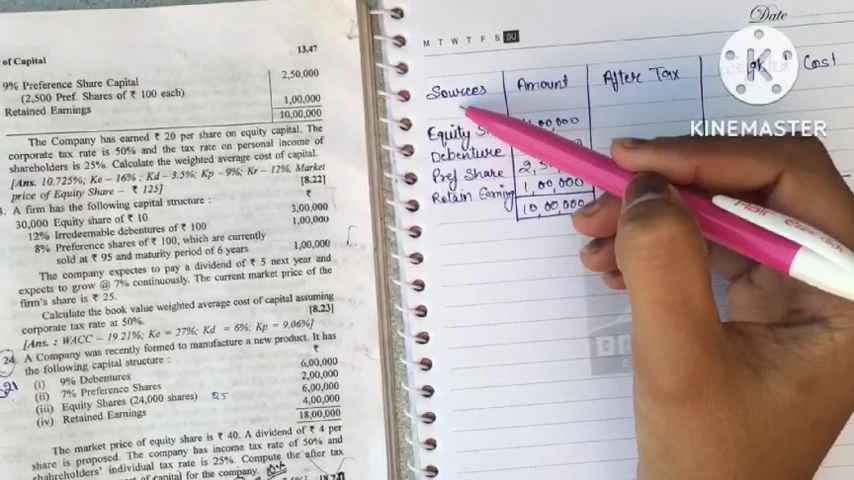 of Capital
13.47
9% Preference Share Capital
(2,500 Pref. Shares of ₹ 100 each) 2,50,000
Retained Earnings 1,00,000
10,00,000
The Company has earned ₹ 20 per share on equity capital. The
corporate tax rate is 50% and the tax rate on personal income of
shareholders is 25%. Calculate the weighted average cost of capital.
[Ans. 10.725%; Ke – 16% ; Kd – 3.5%; Kp – 9%; Kr – 12%, Market
price of Equity Share – ₹ 125] [8.22]
3. A firm has the following capital structure : ₹
30,000 Equity share of ₹ 10 3,00,000
12% Irredeemable debentures of ₹ 100 1,00,000
8% Preference shares of ₹ 100, which are currently
sold at ₹ 95 and maturity period of ₹ 100 1,00,000
The company expectes to pay a dividend of ₹ 5 next year and
expects to grow @ 7% continuously. The current market price of the
firm's share is ₹ 25.
Calculate the book value weighted average cost of capital assuming
corporate tax rate at 50%. [8.23]
[Ans. : WACC – 19.21%; Ke = 27%; Kd = 6%; Kp = 9.06%]
24. A Company was recently formed to manufacture a new product. It has
the following capital structure : ₹
21
(i) 9% Debentures 6,00,000
(ii) 7% Preference Shares 2,00,000
(iii) Equity Shares (24,000 shares) 25 6,00,000
(iv) Retained Earnings 4,00,000
18,00,000
The market price of equity share is ₹ 40. A dividend of ₹ 4 per
share is proposed. The company has income tax rate of 50% and
shahrcholders' individual tax rate is 25%. Compute the after tax
capital for the company.
Date
M T W T F S SU
Sources Amount After Tax Cost
Equity
Debenture
Pref Share
Retain Earning 1,00,000
10,00,000
K
KINEMASTER